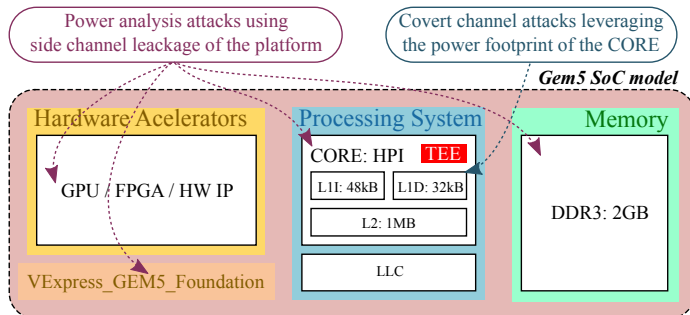 Power analysis attacks using
side channel leackage of the platform
Covert channel attacks leveraging
the power footprint of the CORE
Gem5 SoC model
Hardware Acelerators
GPU / FPGA / HW IP
VExpress_GEM5_Foundation
Processing System
CORE: HPI
TEE
L1I: 48kB
L1D: 32kB
L2: 1MB
LLC
Memory
DDR3: 2GB